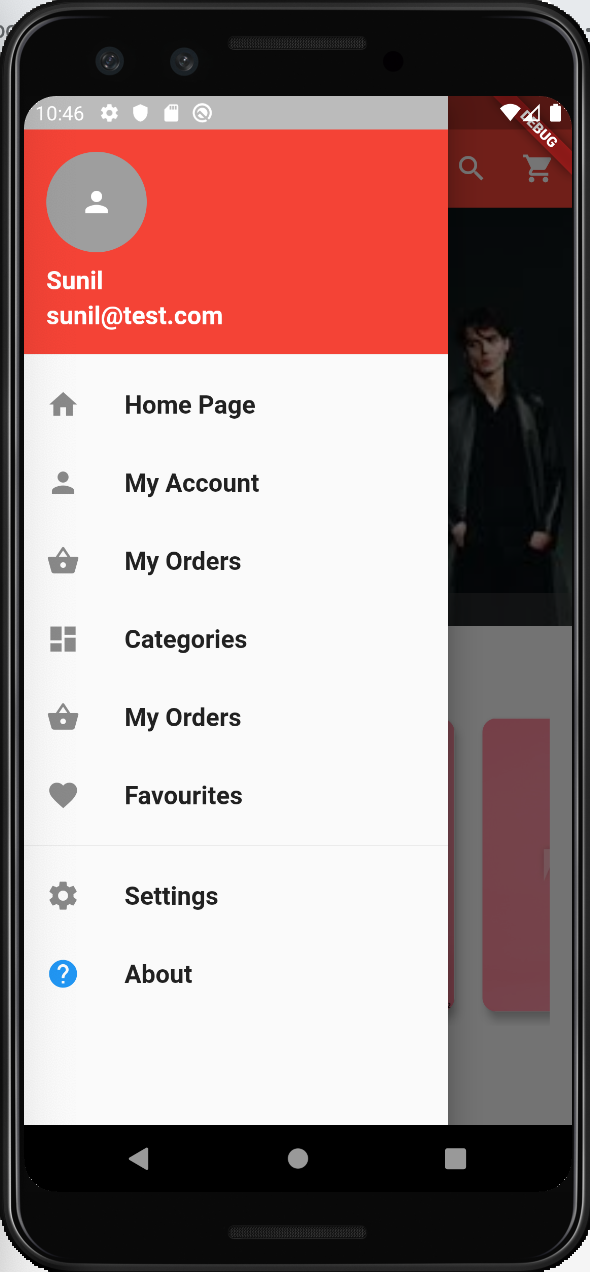 10:46
DEBUG
Sunil
sunil@test.com
Home Page
My Account
My Orders
Categories
My Orders
Favourites
Settings
About